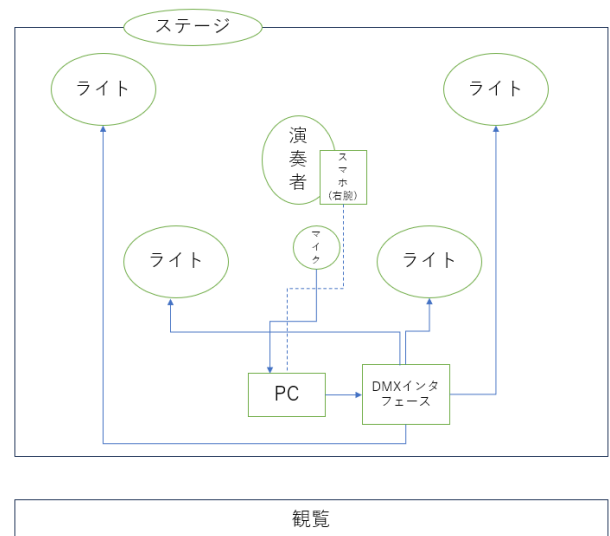 ステージ
ライト
ライト
演奏者
スマホ
(右腕)
マイク
ライト
ライト
PC
DMXインタ
フェース
観覧